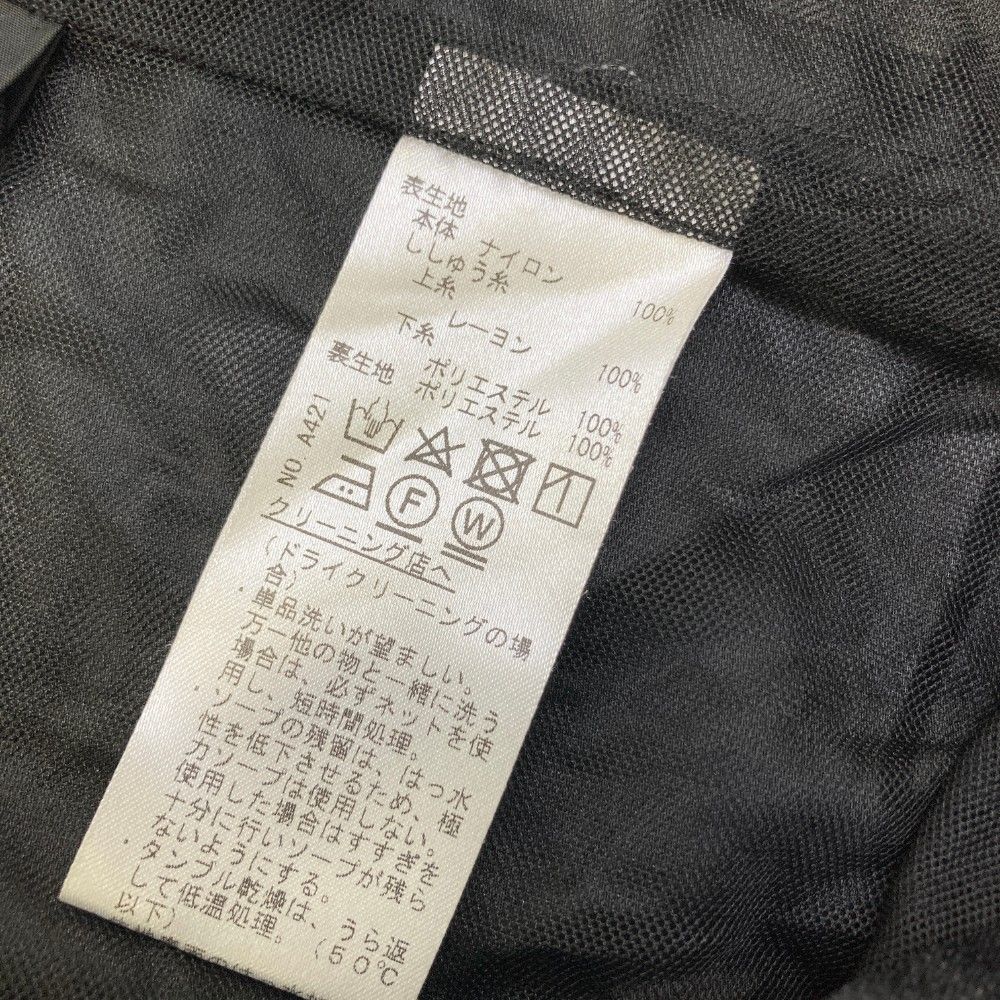 表生地
本体 ナイロン 100%
ししゅう糸
上糸
レーヨン 100%
下糸
ポリエステル 100%
裏生地 ポリエステル 100%
NO. A421
F W
クリーニング店へ
(ドライクリーニングの場
合)
・単品洗いが望ましい。
万一他の物と一緒に洗う
場合は、必ずネットを使
用し、短時間処理。
・ソープの残留は、はっ水
性を低下させるため、極
力ソープは使用しない。
使用した場合はすすぎを
十分に行いソープが残ら
ないようにする。
・タンブル乾燥は、うら返
して低温処理。(50℃
以下)